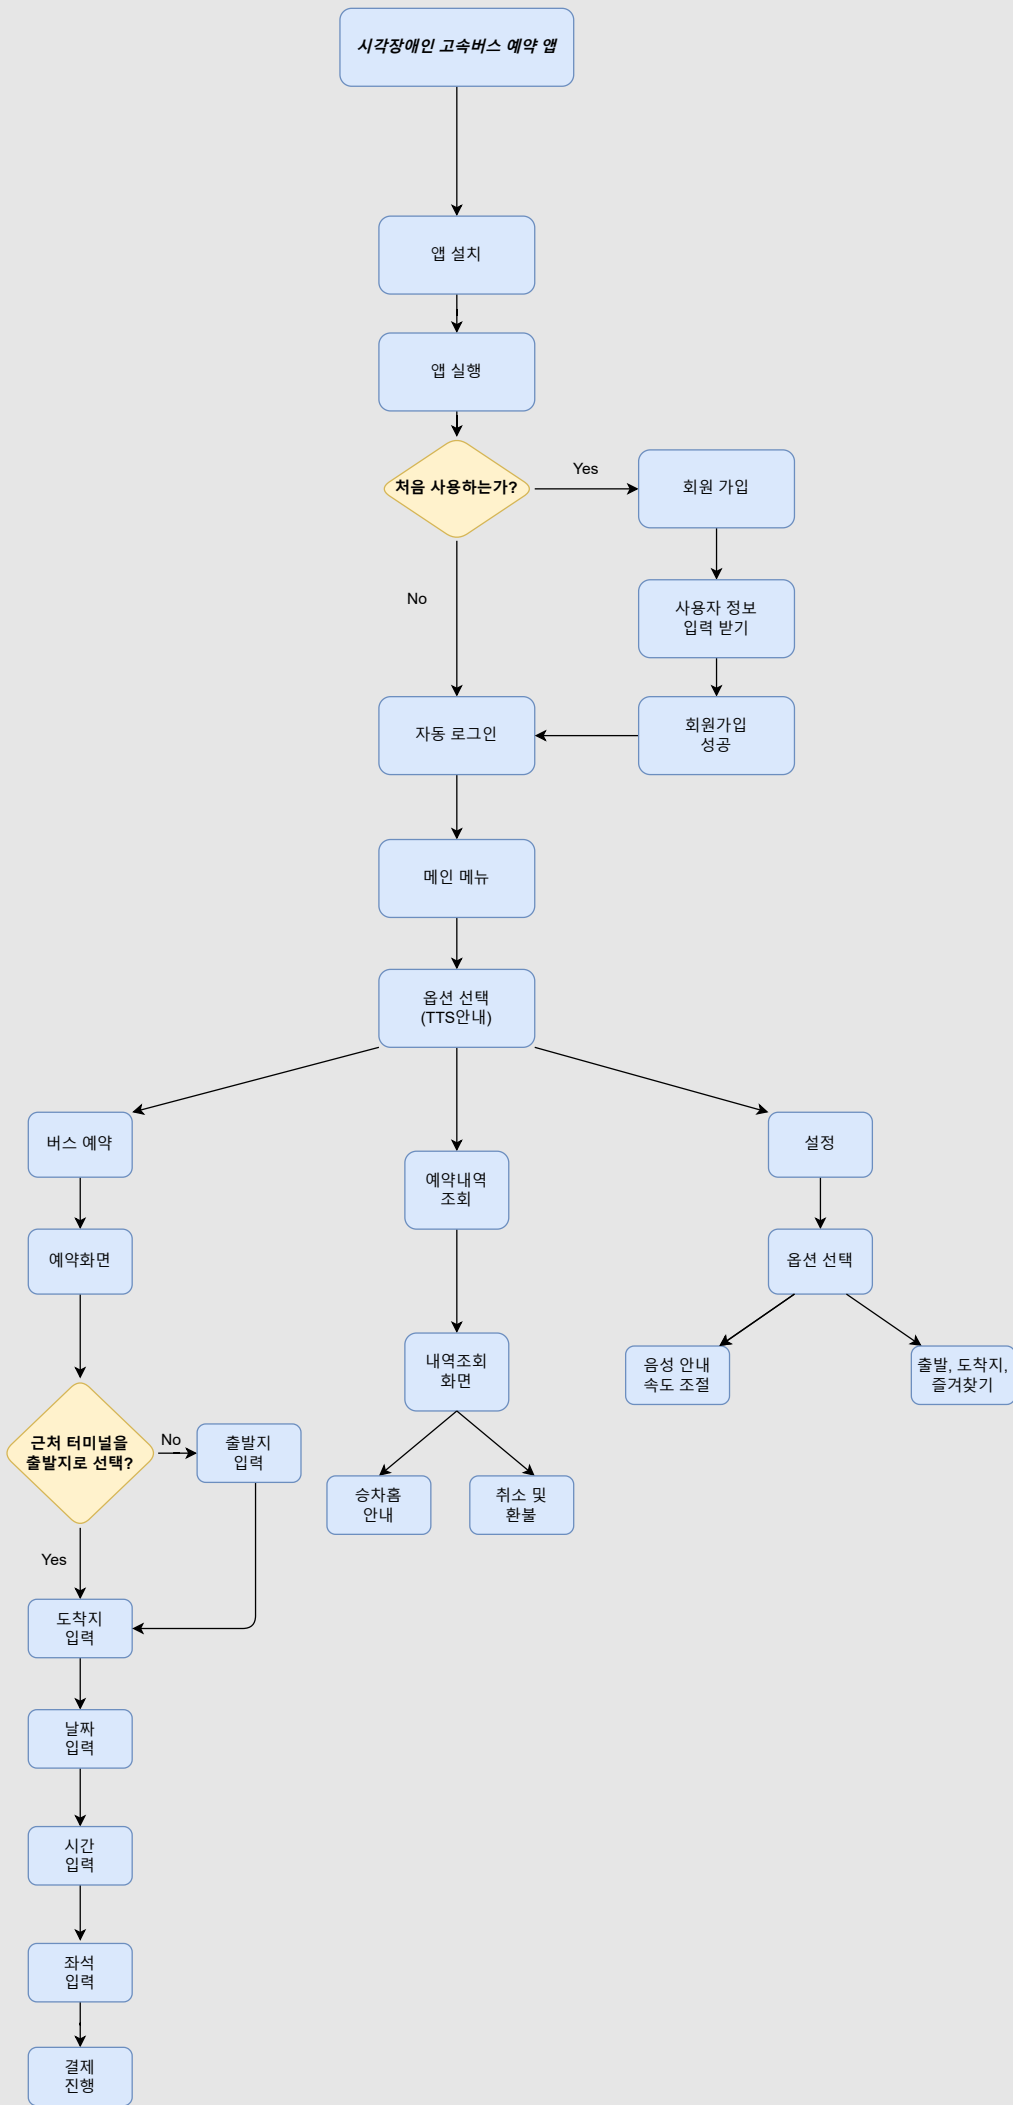 시각장애인 고속버스 예약 앱
앱 설치
앱 실행
처음 사용하는가?
Yes
회원 가입
No
사용자 정보
입력 받기
자동 로그인
회원가입
성공
메인 메뉴
옵션 선택
(TTS안내)
버스 예약
예약내역
조회
설정
예약화면
옵션 선택
내역조회
화면
음성 안내
속도 조절
출발, 도착지,
즐겨찾기
근처 터미널을
출발지로 선택?
No
출발지
입력
승차홈
안내
취소 및
환불
Yes
도착지
입력
날짜
입력
시간
입력
좌석
입력
결제
진행